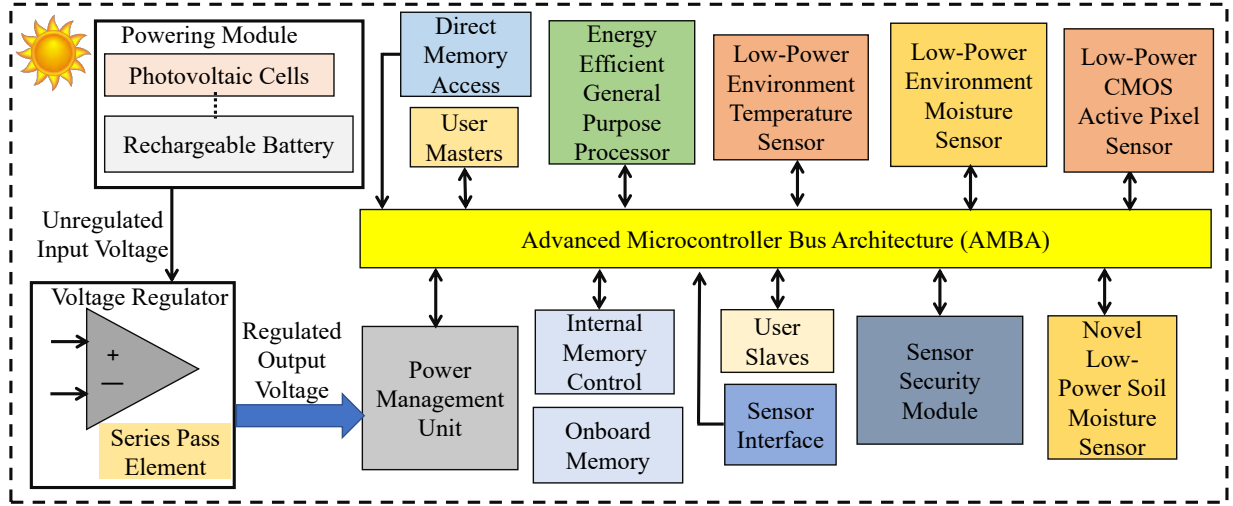 Powering Module
Photovoltaic Cells
Rechargeable Battery
Unregulated
Input Voltage
Voltage Regulator
+
—
Series Pass
Element
Regulated
Output
Voltage
Direct
Memory
Access
User
Masters
Energy
Efficient
General
Purpose
Processor
Low-Power
Environment
Temperature
Sensor
Low-Power
Environment
Moisture
Sensor
Low-Power
CMOS
Active Pixel
Sensor
Advanced Microcontroller Bus Architecture (AMBA)
Power
Management
Unit
Internal
Memory
Control
Onboard
Memory
User
Slaves
Sensor
Interface
Sensor
Security
Module
Novel
Low-
Power Soil
Moisture
Sensor